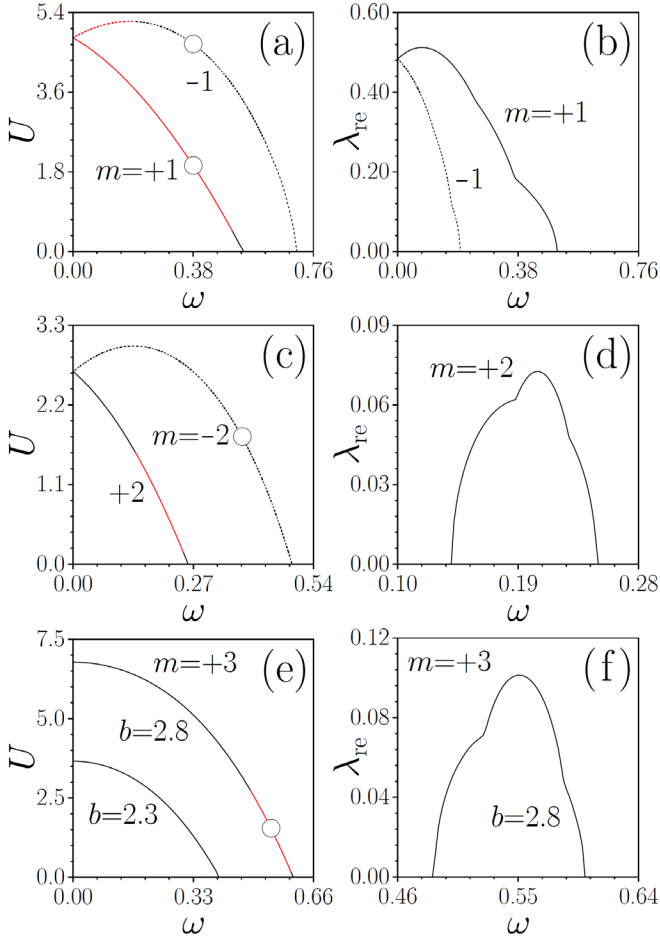 5.4 (a)
3.6
U
−1
1.8 m=+1
0.0
0.00 0.38 0.76
ω
0.60 (b)
0.40
λre
m=+1
0.20 −1
0.00
0.00 0.38 0.76
ω
3.3 (c)
2.2
U
m=−2
1.1 +2
0.0
0.00 0.27 0.54
ω
0.09 (d)
m=+2
0.06
λre
0.03
0.00
0.10 0.19 0.28
ω
7.5 m=+3 (e)
5.0
U
b=2.8
2.5 b=2.3
0.0
0.00 0.33 0.66
ω
0.12 m=+3 (f)
0.08
λre
0.04 b=2.8
0.00
0.46 0.55 0.64
ω